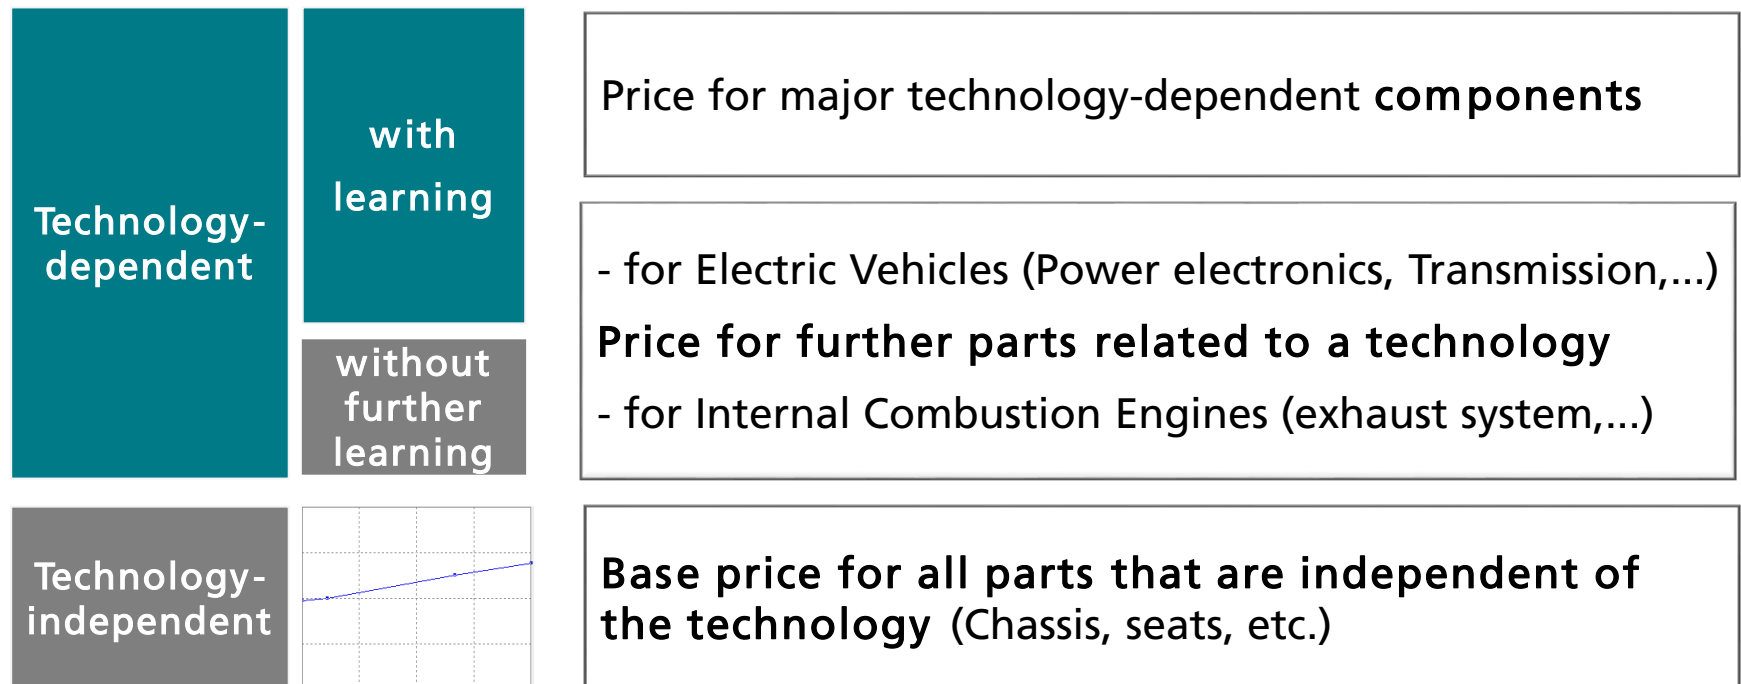 Technology-
dependent
with
learning
without
further
learning
Price for major technology-dependent components
- for Electric Vehicles (Power electronics, Transmission,...)
Price for further parts related to a technology
- for Internal Combustion Engines (exhaust system,...)
Technology-
independent
Base price for all parts that are independent of
the technology (Chassis, seats, etc.)